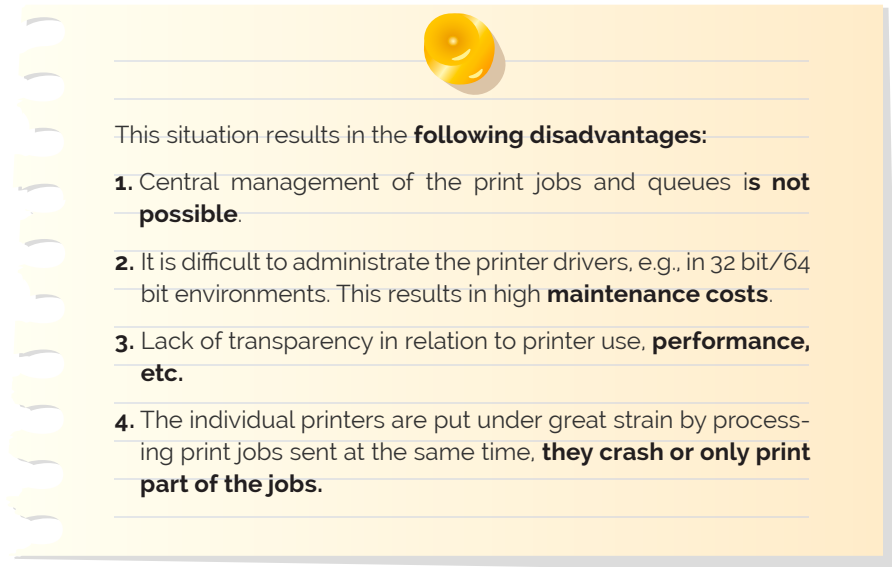 This situation results in the following disadvantages:
1. Central management of the print jobs and queues is not
possible.
2. It is difficult to administrate the printer drivers, e.g., in 32 bit/64
bit environments. This results in high maintenance costs.
3. Lack of transparency in relation to printer use, performance,
etc.
4. The individual printers are put under great strain by process-
ing print jobs sent at the same time, they crash or only print
part of the jobs.